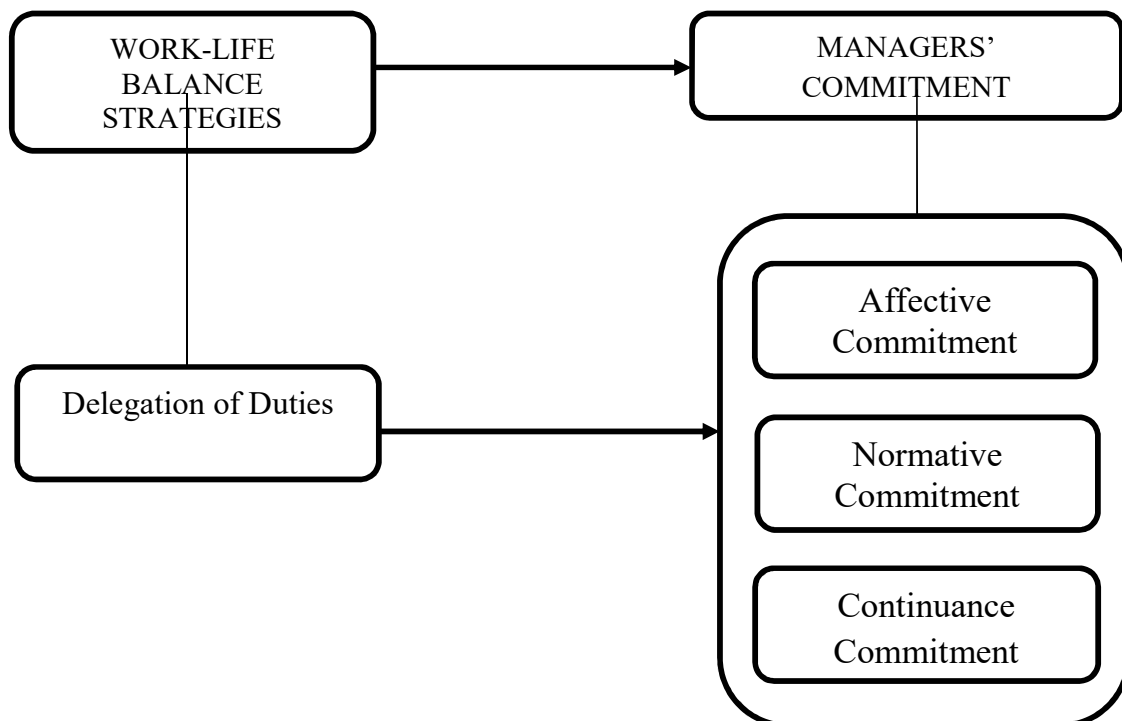 WORK-LIFE
BALANCE
STRATEGIES
MANAGERS’
COMMITMENT
Delegation of Duties
Affective
Commitment
Normative
Commitment
Continuance
Commitment